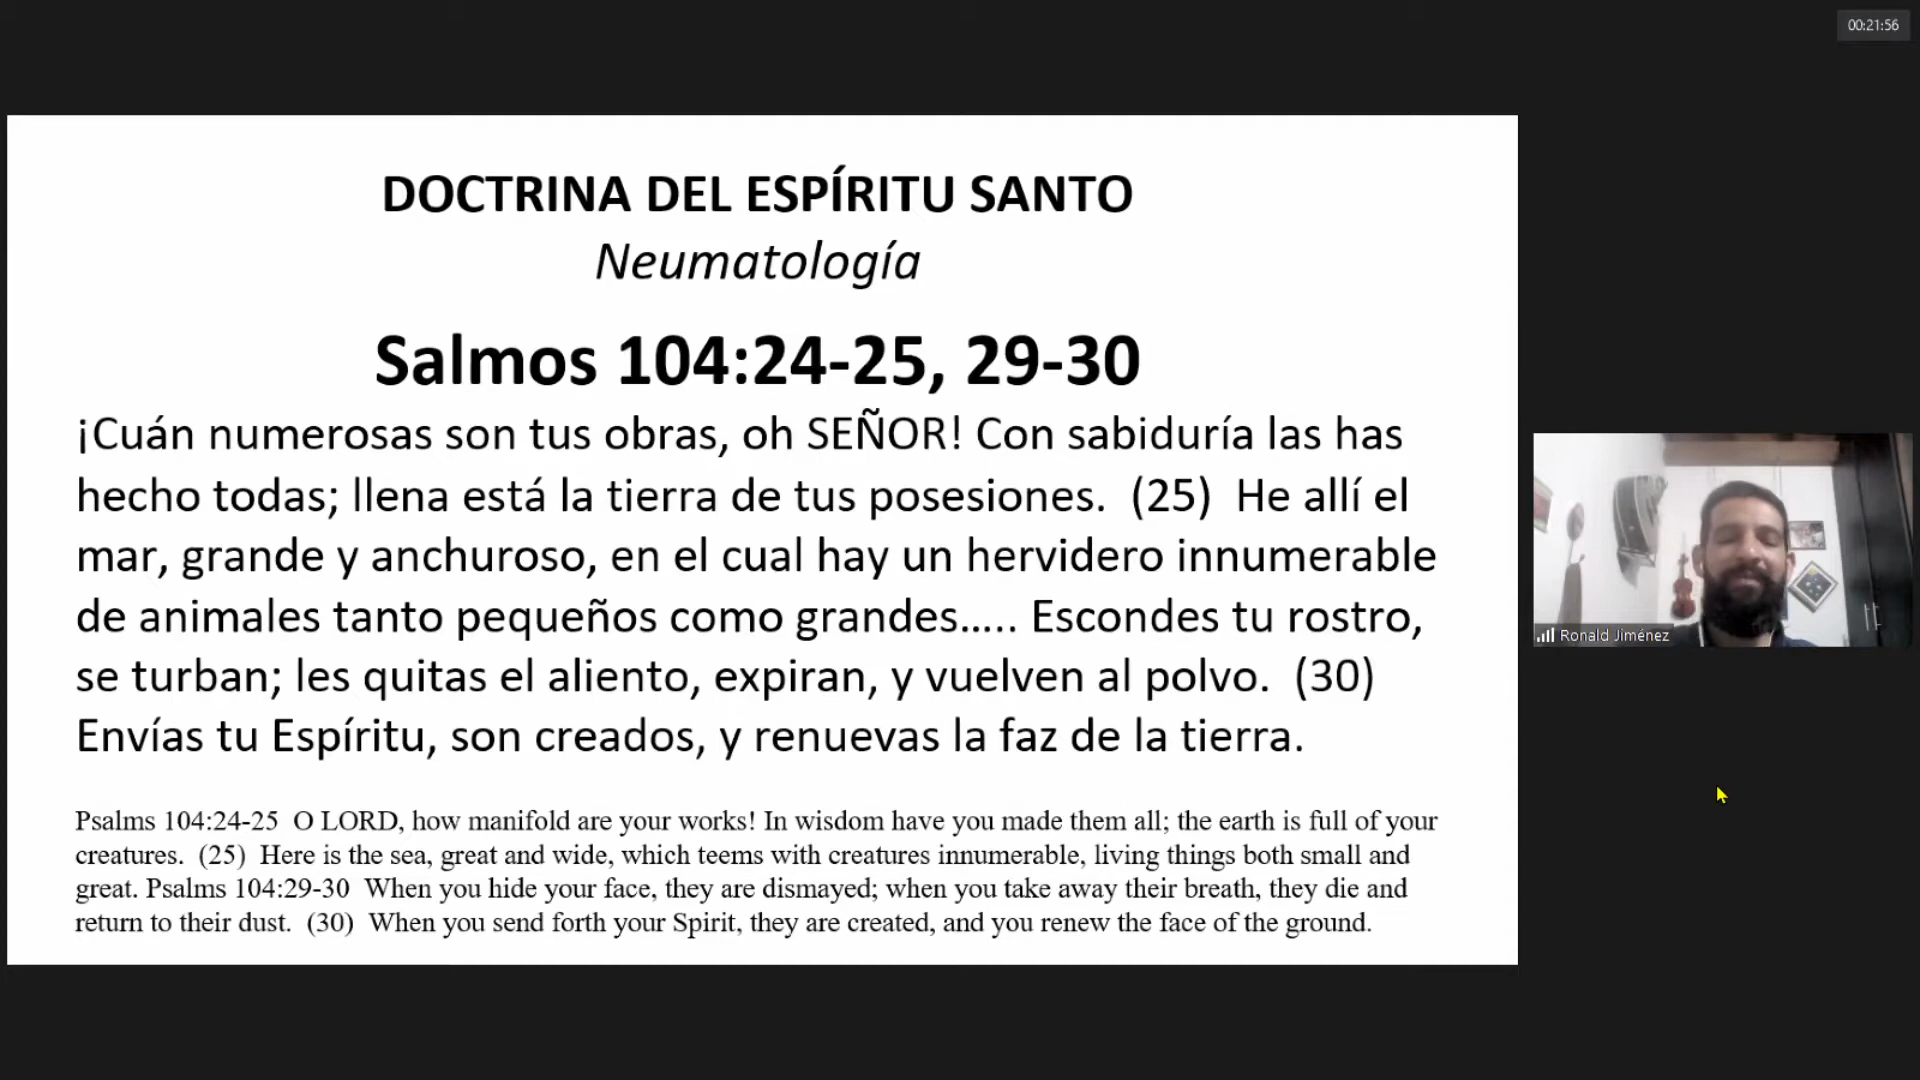 00:21:56
DOCTRINA DEL ESPÍRITU SANTO
Neumatología
Salmos 104:24-25, 29-30
¡Cuán numerosas son tus obras, oh SEÑOR! Con sabiduría las has
hecho todas; llena está la tierra de tus posesiones.  (25)  He allí el
mar, grande y anchuroso, en el cual hay un hervidero innumerable
de animales tanto pequeños como grandes….. Escondes tu rostro,
se turban; les quitas el aliento, expiran, y vuelven al polvo.  (30)
Envías tu Espíritu, son creados, y renuevas la faz de la tierra.
Psalms 104:24-25  O LORD, how manifold are your works! In wisdom have you made them all; the earth is full of your
creatures.  (25)  Here is the sea, great and wide, which teems with creatures innumerable, living things both small and
great. Psalms 104:29-30  When you hide your face, they are dismayed; when you take away their breath, they die and
return to their dust.  (30)  When you send forth your Spirit, they are created, and you renew the face of the ground.
Ronald Jiménez